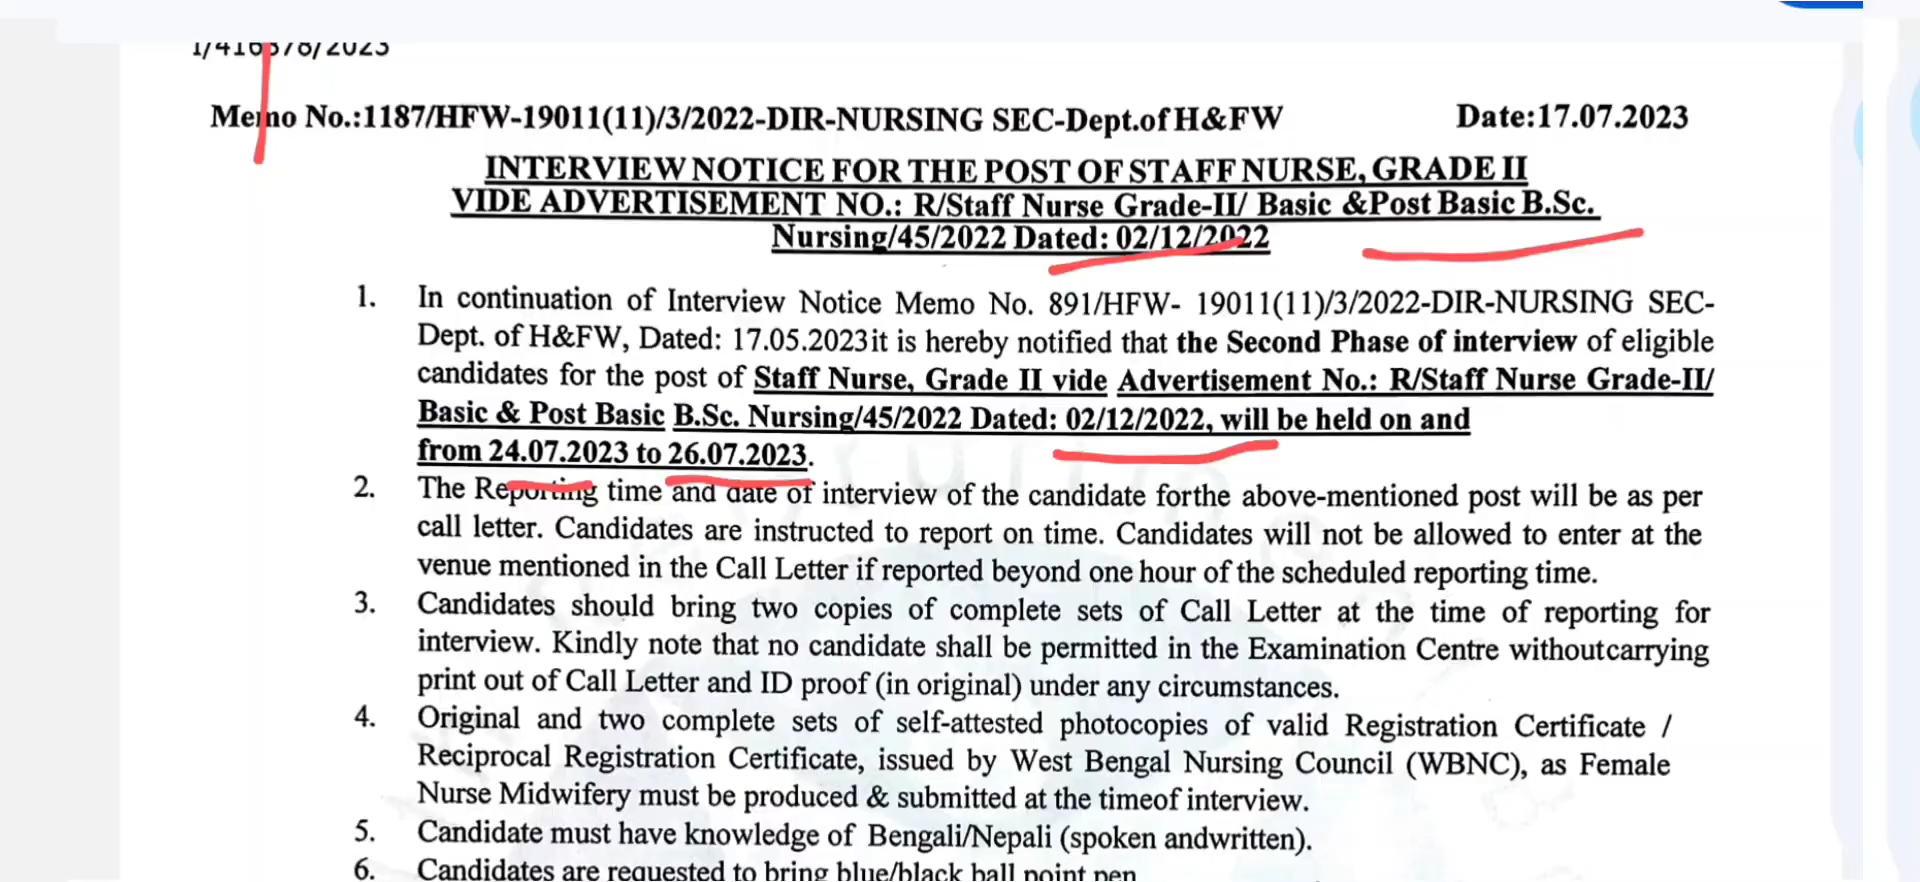 Memo No.:1187/HFW-19011(11)/3/2022-DIR-NURSING SEC-Dept.of H&FW Date:17.07.2023
INTERVIEW NOTICE FOR THE POST OF STAFF NURSE, GRADE II
VIDE ADVERTISEMENT NO.: R/Staff Nurse Grade-II/ Basic &Post Basic B.Sc.
Nursing/45/2022 Dated: 02/12/2022
1. In continuation of Interview Notice Memo No. 891/HFW- 19011(11)/3/2022-DIR-NURSING SEC-
Dept. of H&FW, Dated: 17.05.2023it is hereby notified that the Second Phase of interview of eligible
candidates for the post of Staff Nurse, Grade II vide Advertisement No.: R/Staff Nurse Grade-II/
Basic & Post Basic B.Sc. Nursing/45/2022 Dated: 02/12/2022, will be held on and
from 24.07.2023 to 26.07.2023.
2. The Reporting time and date of interview of the candidate forthe above-mentioned post will be as per
call letter. Candidates are instructed to report on time. Candidates will not be allowed to enter at the
venue mentioned in the Call Letter if reported beyond one hour of the scheduled reporting time.
3. Candidates should bring two copies of complete sets of Call Letter at the time of reporting for
interview. Kindly note that no candidate shall be permitted in the Examination Centre withoutcarrying
print out of Call Letter and ID proof (in original) under any circumstances.
4. Original and two complete sets of self-attested photocopies of valid Registration Certificate /
Reciprocal Registration Certificate, issued by West Bengal Nursing Council (WBNC), as Female
Nurse Midwifery must be produced & submitted at the timeof interview.
5. Candidate must have knowledge of Bengali/Nepali (spoken andwritten).
6. Candidates are requested to bring blue/black ball point pen